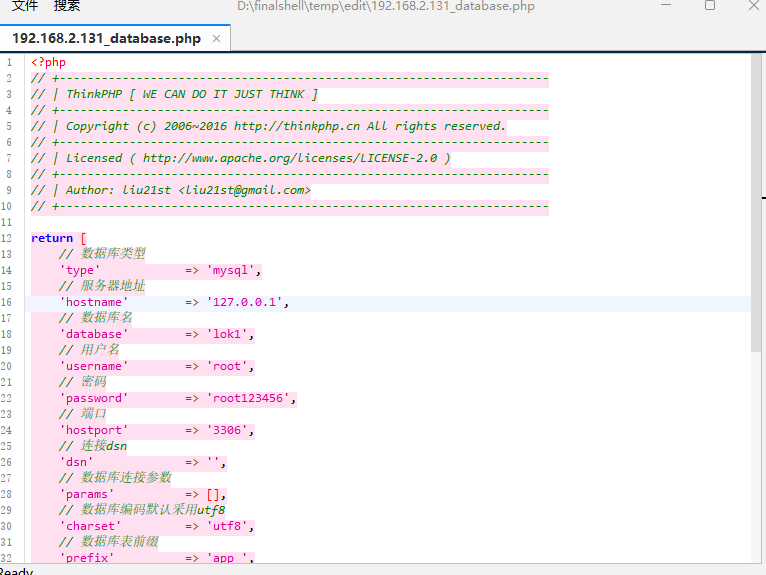 文件 搜索 D:\finalshell\temp\edit\192.168.2.131_database.php
192.168.2.131_database.php ×
1 <?php
2 // +----------------------------------------------------------------------
3 // | ThinkPHP [ WE CAN DO IT JUST THINK ]
4 // +----------------------------------------------------------------------
5 // | Copyright (c) 2006~2016 http://thinkphp.cn All rights reserved.
6 // +----------------------------------------------------------------------
7 // | Licensed ( http://www.apache.org/licenses/LICENSE-2.0 )
8 // +----------------------------------------------------------------------
9 // | Author: liu21st <liu21st@gmail.com>
10 // +----------------------------------------------------------------------
11
12 return [
13 // 数据库类型
14 'type' => 'mysql',
15 // 服务器地址
16 'hostname' => '127.0.0.1',
17 // 数据库名
18 'database' => 'lok1',
19 // 用户名
20 'username' => 'root',
21 // 密码
22 'password' => 'root123456',
23 // 端口
24 'hostport' => '3306',
25 // 连接dsn
26 'dsn' => '',
27 // 数据库连接参数
28 'params' => [],
29 // 数据库编码默认采用utf8
30 'charset' => 'utf8',
31 // 数据库表前缀
32 'prefix' => 'app_',
Ready